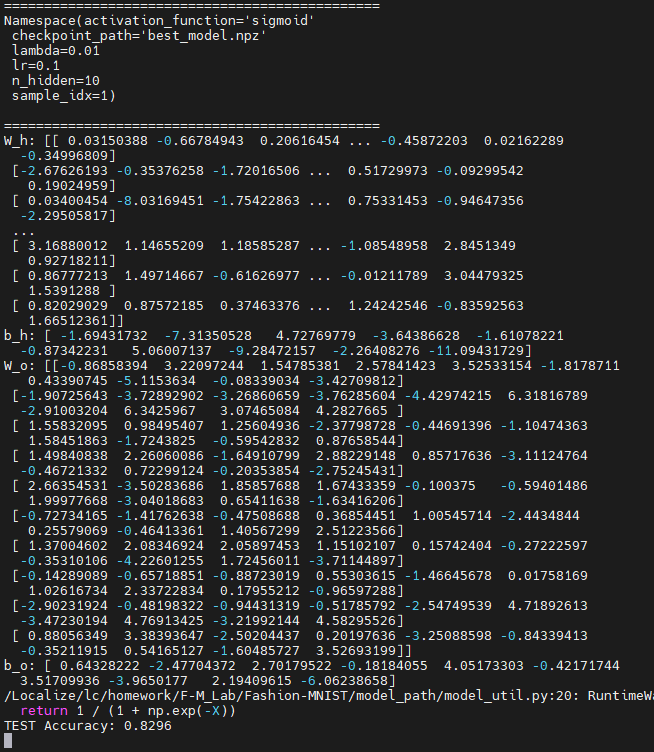 ===============================================
Namespace(activation_function='sigmoid'
 checkpoint_path='best_model.npz'
 lambda=0.01
 lr=0.1
 n_hidden=10
 sample_idx=1)
===============================================
W_h: [[ 0.03150388 -0.66784943  0.20616454 ... -0.45872203  0.02162289
  -0.34996809]
 [-2.67626193 -0.35376258 -1.72016506 ...  0.51729973 -0.09299542
   0.19024959]
 [ 0.03400454 -8.03169451 -1.75422863 ...  0.75331453 -0.94647356
  -2.29505817]
 ...
 [ 3.16880012  1.14655209  1.18585287 ... -1.08548958  2.8451349
   0.92718211]
 [ 0.86777213  1.49714667 -0.61626977 ... -0.01211789  3.04479325
   1.5391288 ]
 [ 0.82029029  0.87572185  0.37463376 ...  1.24242546 -0.83592563
   1.66512361]]
b_h: [ -1.69431732  -7.31350528   4.72769779  -3.64386628  -1.61078221
  -0.87342231   5.06007137  -9.28472157  -2.26408276 -11.09431729]
W_o: [[-0.86858394  3.22097244  1.54785381  2.57841423  3.52533154 -1.8178711
   0.43390745 -5.1153634  -0.08339034 -3.42709812]
 [-1.90725643 -3.72892902 -3.26860659 -3.76285604 -4.42974215  6.31816789
  -2.91003204  6.3425967   3.07465084  4.2827665 ]
 [ 1.55832095  0.98495407  1.25604936 -2.37798728 -0.44691396 -1.10474363
   1.58451863 -1.7243825  -0.59542832  0.87658544]
 [ 1.49840838  2.26060086 -1.64910799  2.88229148  0.85717636 -3.11124764
  -0.46721332  0.72299124 -0.20353854 -2.75245431]
 [ 2.66354531 -3.50283686  1.85857688  1.67433359 -0.100375   -0.59401486
   1.99977668 -3.04018683  0.65411638 -1.63416206]
 [-0.72734165 -1.41762638 -0.47508688  0.36854451  1.00545714 -2.4434844
   0.25579069 -0.46413361  1.40567299  2.51223566]
 [ 1.37004602  2.08346924  2.05897453  1.15102107  0.15742404 -0.27222597
  -0.35310106 -4.22601255  1.72456011 -3.71144897]
 [-0.14289089 -0.65718851 -0.88723019  0.55303615 -1.46645678  0.01758169
   1.02616734  2.33722834  0.17955212 -0.96597288]
 [-2.90231924 -0.48198322 -0.94431319 -0.51785792 -2.54749539  4.71892613
  -3.47230194  4.76913425 -3.21992144  4.58295526]
 [ 0.88056349  3.38393647 -2.50204437  0.20197636 -3.25088598 -0.84339413
  -0.35211915  0.54165127 -1.60485727  3.52693199]]
b_o: [ 0.64328222 -2.47704372  2.70179522 -0.18184055  4.05173303 -0.42171744
  3.51709936 -3.9650177   2.19409615 -6.06238658]
/Localize/lc/homework/F-M_Lab/Fashion-MNIST/model_path/model_util.py:20: RuntimeWa
  return 1 / (1 + np.exp(-X))
TEST Accuracy: 0.8296